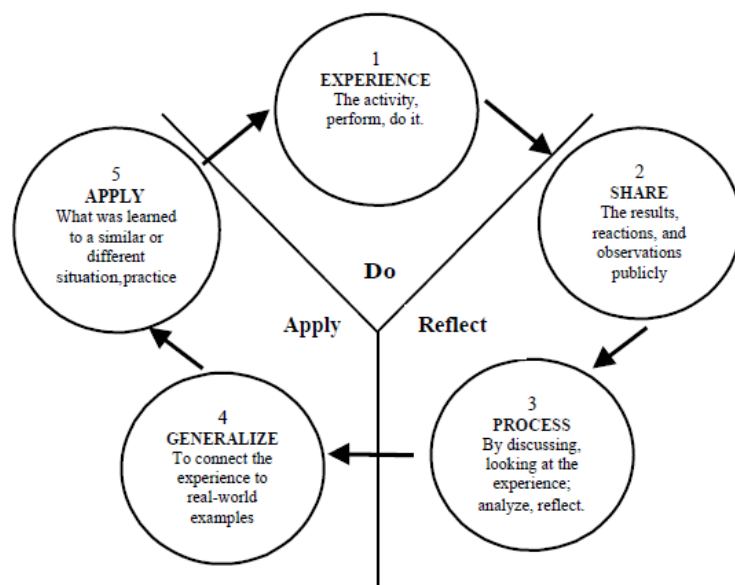 1
EXPERIENCE
The activity,
perform, do it.
2
SHARE
The results,
reactions, and
observations
publicly
3
PROCESS
By discussing,
looking at the
experience;
analyze, reflect.
4
GENERALIZE
To connect the
experience to
real-world
examples
5
APPLY
What was learned
to a similar or
different
situation,practice
Do
Apply
Reflect